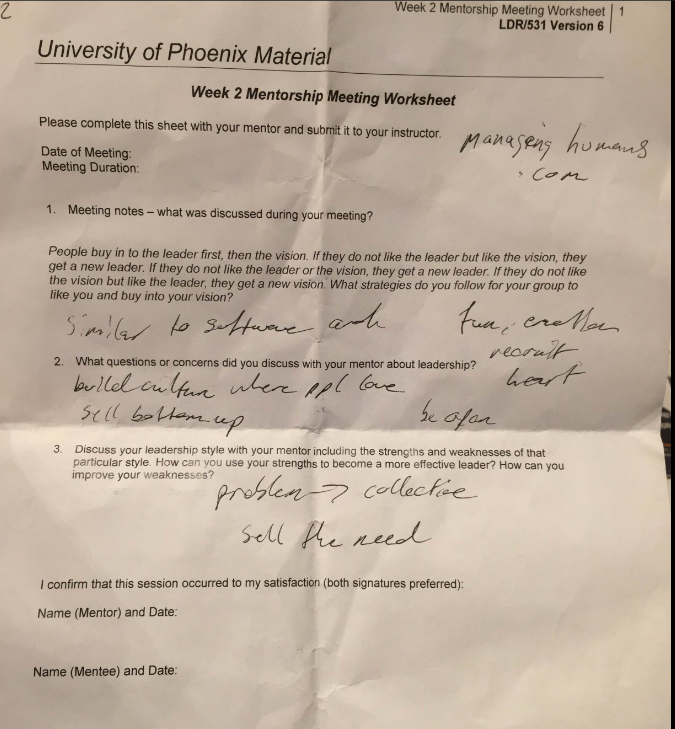 2
Week 2 Mentorship Meeting Worksheet | 1
LDR/531 Version 6
University of Phoenix Material
Week 2 Mentorship Meeting Worksheet
Please complete this sheet with your mentor and submit it to your instructor.
Managing humans
.com
Date of Meeting:
Meeting Duration:
1. Meeting notes – what was discussed during your meeting?
People buy in to the leader first, then the vision. If they do not like the leader but like the vision, they
get a new leader. If they do not like the leader or the vision, they get a new leader. If they do not like
the vision but like the leader, they get a new vision. What strategies do you follow for your group to
like you and buy into your vision?
Similar to software arch
fun,
recruit
heart
2. What questions or concerns did you discuss with your mentor about leadership?
build culture where ppl love
sell bottom up
be a fan
3. Discuss your leadership style with your mentor including the strengths and weaknesses of that
particular style. How can you use your strengths to become a more effective leader? How can you
improve your weaknesses?
problem → collective
sell the need
I confirm that this session occurred to my satisfaction (both signatures preferred):
Name (Mentor) and Date:
Name (Mentee) and Date: